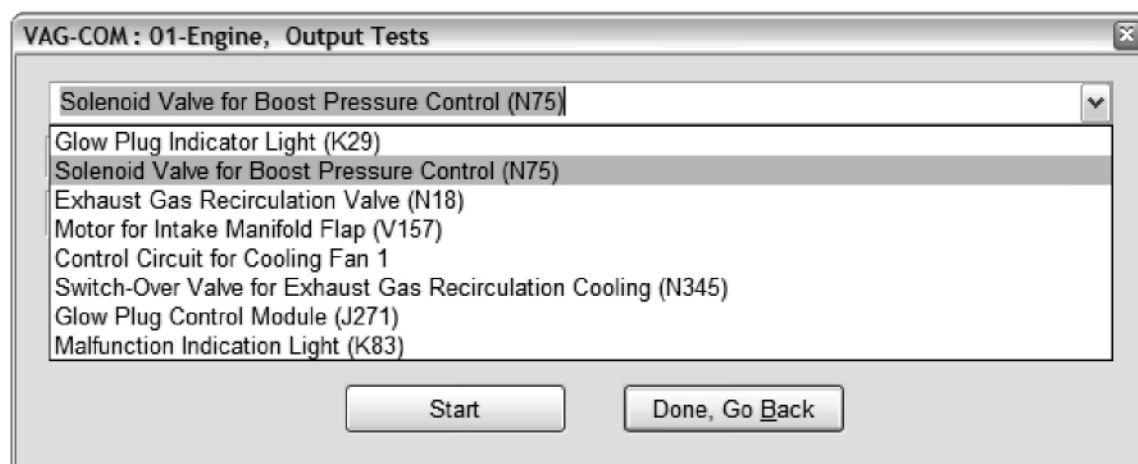 VAG-COM : 01-Engine, Output Tests
Solenoid Valve for Boost Pressure Control (N75)
Glow Plug Indicator Light (K29)
Solenoid Valve for Boost Pressure Control (N75)
Exhaust Gas Recirculation Valve (N18)
Motor for Intake Manifold Flap (V157)
Control Circuit for Cooling Fan 1
Switch-Over Valve for Exhaust Gas Recirculation Cooling (N345)
Glow Plug Control Module (J271)
Malfunction Indication Light (K83)
Start Done, Go Back